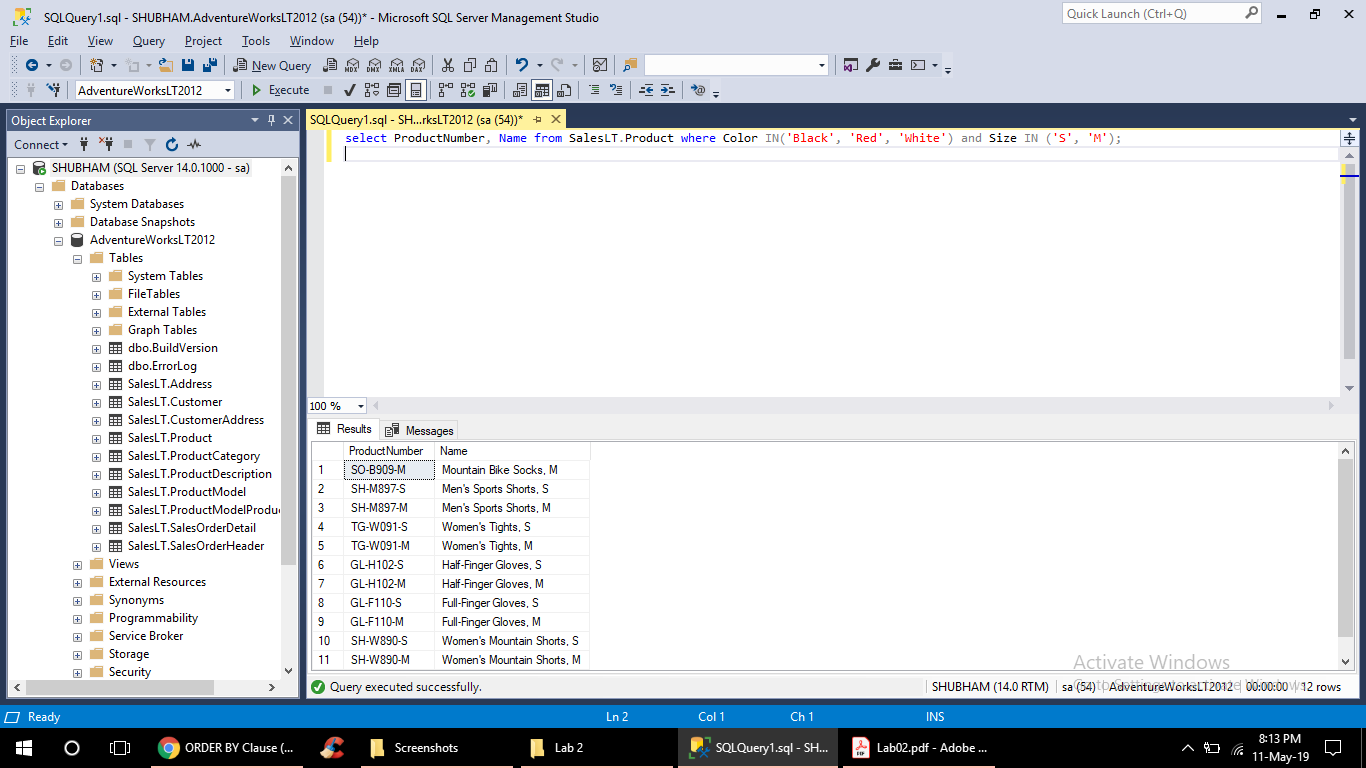 SQLQuery1.sql - SHUBHAM.AdventureWorksLT2012 (sa (54))* - Microsoft SQL Server Management Studio
Quick Launch (Ctrl+Q)
File Edit View Query Project Tools Window Help
New Query MDX DMX XMLA DAX
AdventureWorksLT2012 Execute
Object Explorer
Connect
SHUBHAM (SQL Server 14.0.1000 - sa)
Databases
System Databases
Database Snapshots
AdventureWorksLT2012
Tables
System Tables
FileTables
External Tables
Graph Tables
dbo.BuildVersion
dbo.ErrorLog
SalesLT.Address
SalesLT.Customer
SalesLT.CustomerAddress
SalesLT.Product
SalesLT.ProductCategory
SalesLT.ProductDescription
SalesLT.ProductModel
SalesLT.ProductModelProdu
SalesLT.SalesOrderDetail
SalesLT.SalesOrderHeader
Views
External Resources
Synonyms
Programmability
Service Broker
Storage
Security
SQLQuery1.sql - SH...rksLT2012 (sa (54))*
select ProductNumber, Name from SalesLT.Product where Color IN('Black', 'Red', 'White') and Size IN ('S', 'M');
100 %
Results Messages
ProductNumber Name
1 SO-B909-M Mountain Bike Socks, M
2 SH-M897-S Men's Sports Shorts, S
3 SH-M897-M Men's Sports Shorts, M
4 TG-W091-S Women's Tights, S
5 TG-W091-M Women's Tights, M
6 GL-H102-S Half-Finger Gloves, S
7 GL-H102-M Half-Finger Gloves, M
8 GL-F110-S Full-Finger Gloves, S
9 GL-F110-M Full-Finger Gloves, M
10 SH-W890-S Women's Mountain Shorts, S
11 SH-W890-M Women's Mountain Shorts, M
Activate Windows
Go to Settings to activate Windows.
Query executed successfully. SHUBHAM (14.0 RTM) sa (54) AdventureWorksLT2012 00:00:00 12 rows
Ready Ln 2 Col 1 Ch 1 INS
ORDER BY Clause (... Screenshots Lab 2 SQLQuery1.sql - SH... Lab02.pdf - Adobe ...
8:13 PM
11-May-19